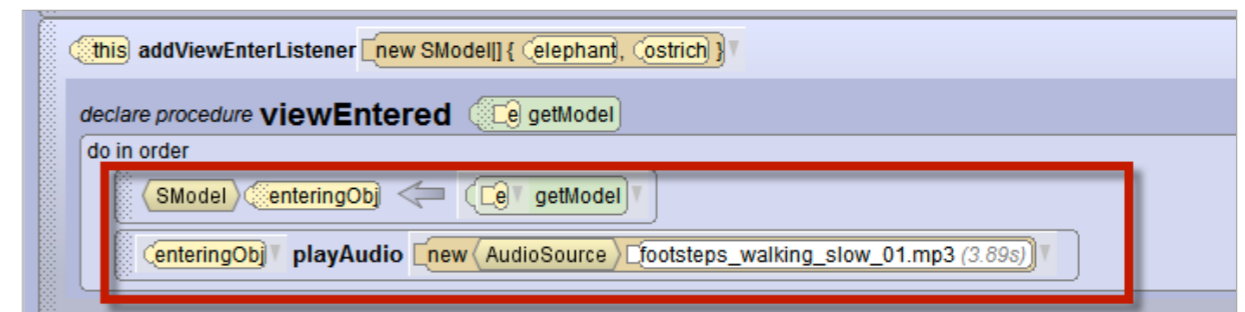 this addViewEnterListener new SModel[] { elephant, ostrich }
declare procedure viewEntered e getModel
do in order
SModel enteringObj e getModel
enteringObj playAudio new AudioSource footsteps_walking_slow_01.mp3 (3.89s)